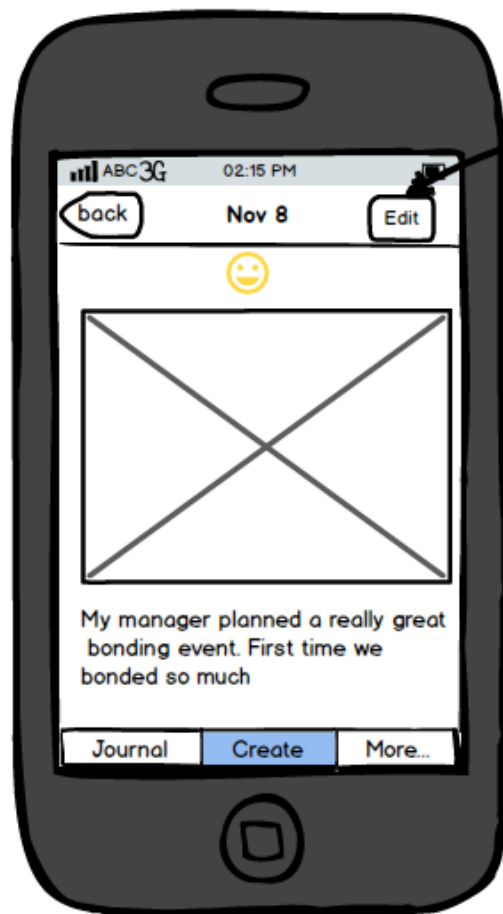 ABC 3G 02:15 PM
back Nov 8 Edit
My manager planned a really great
bonding event. First time we
bonded so much
Journal Create More...